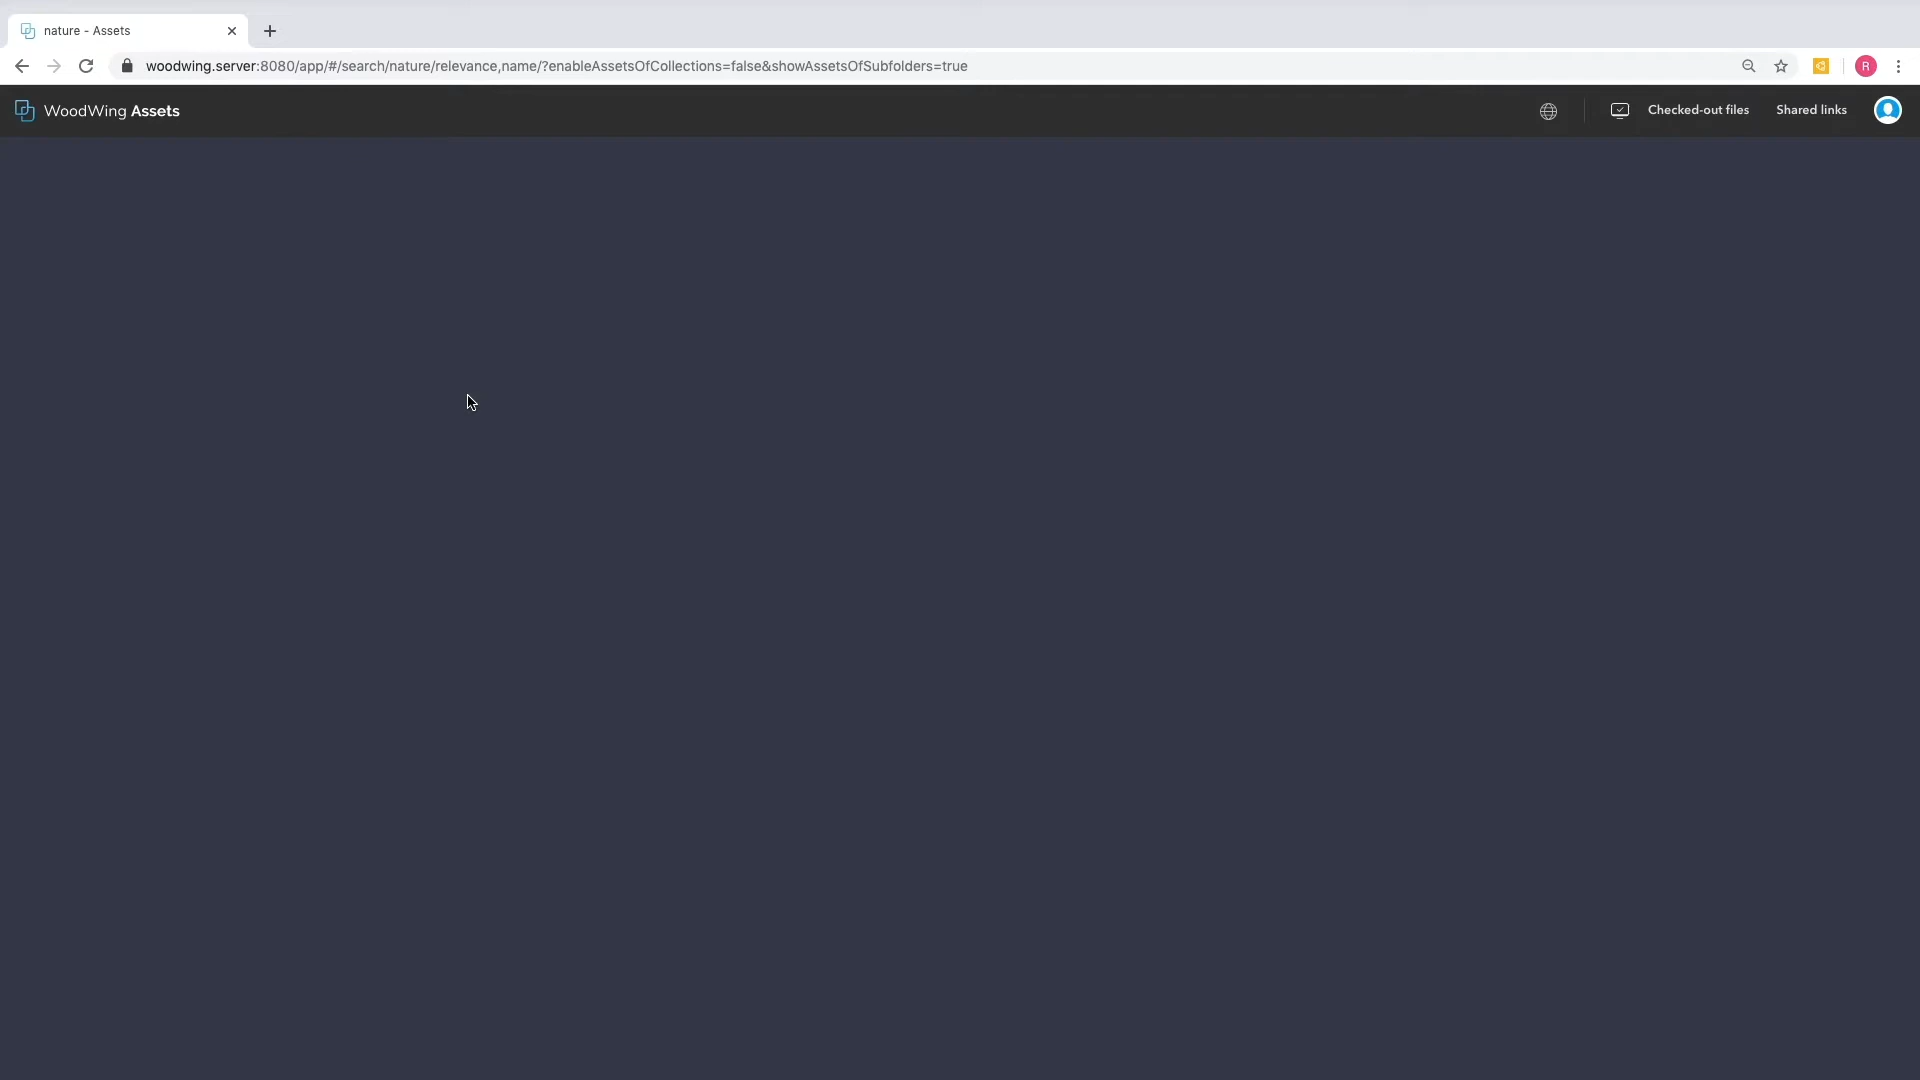 nature - Assets
woodwing.server:8080/app/#/search/nature/relevance,name/?enableAssetsOfCollections=false&showAssetsOfSubfolders=true
R
WoodWing Assets
Checked-out files
Shared links